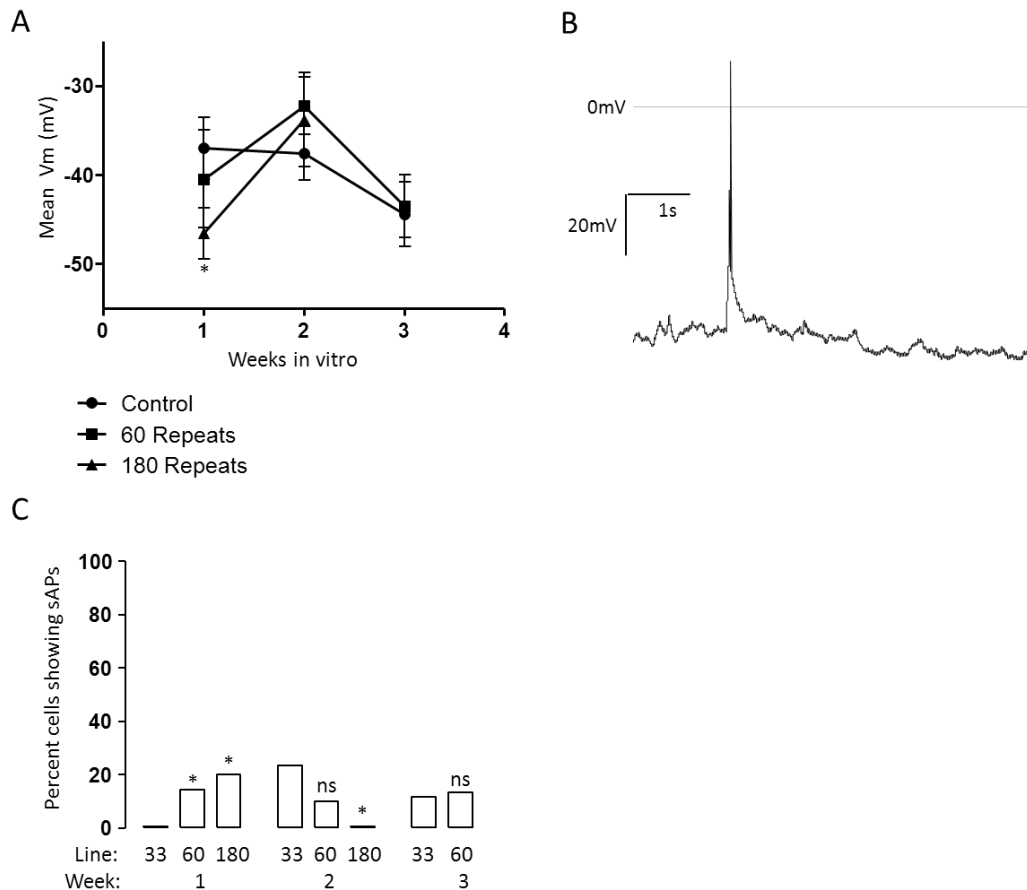 A
Mean Vm (mV)
-30
-40
-50
*
0 1 2 3 4
Weeks in vitro
Control
60 Repeats
180 Repeats
B
0mV
1s
20mV
C
Percent cells showing sAPs
100
80
60
40
20
0
* * ns * ns
Line: 33 60 180 33 60 180 33 60
Week: 1 2 3